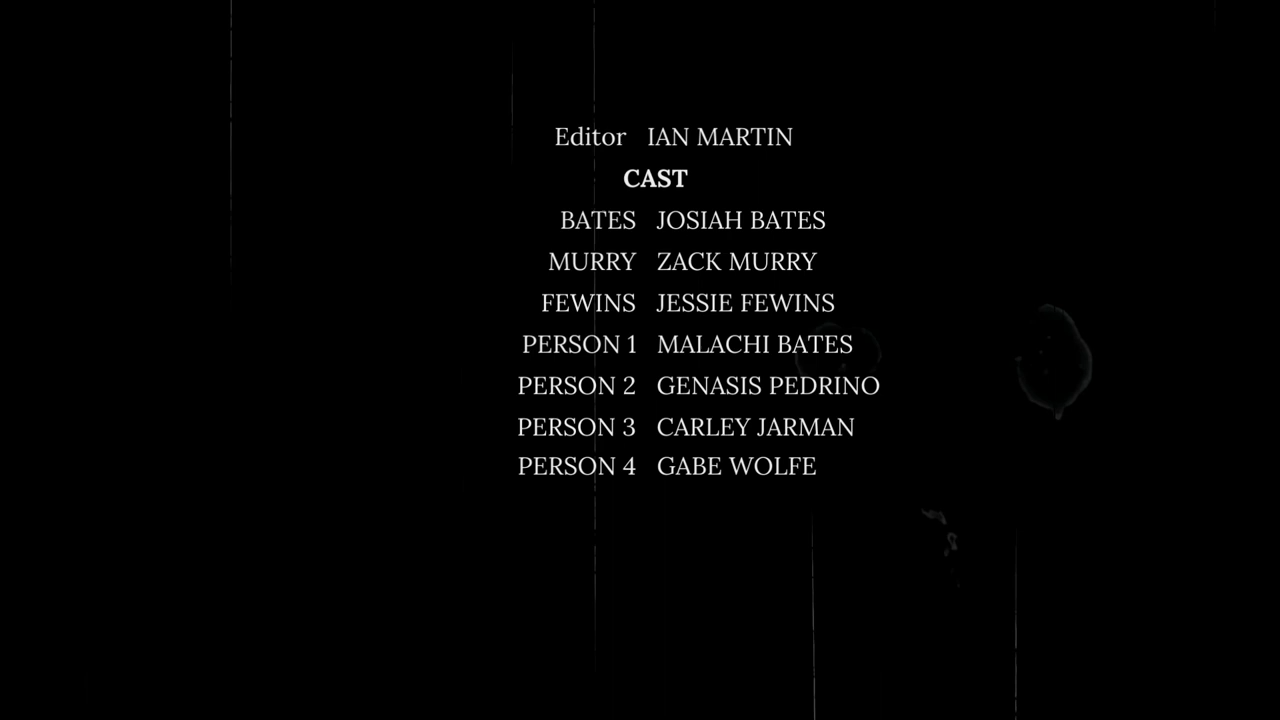 Editor IAN MARTIN
CAST
BATES JOSIAH BATES
MURRY ZACK MURRY
FEWINS JESSIE FEWINS
PERSON 1 MALACHI BATES
PERSON 2 GENASIS PEDRINO
PERSON 3 CARLEY JARMAN
PERSON 4 GABE WOLFE